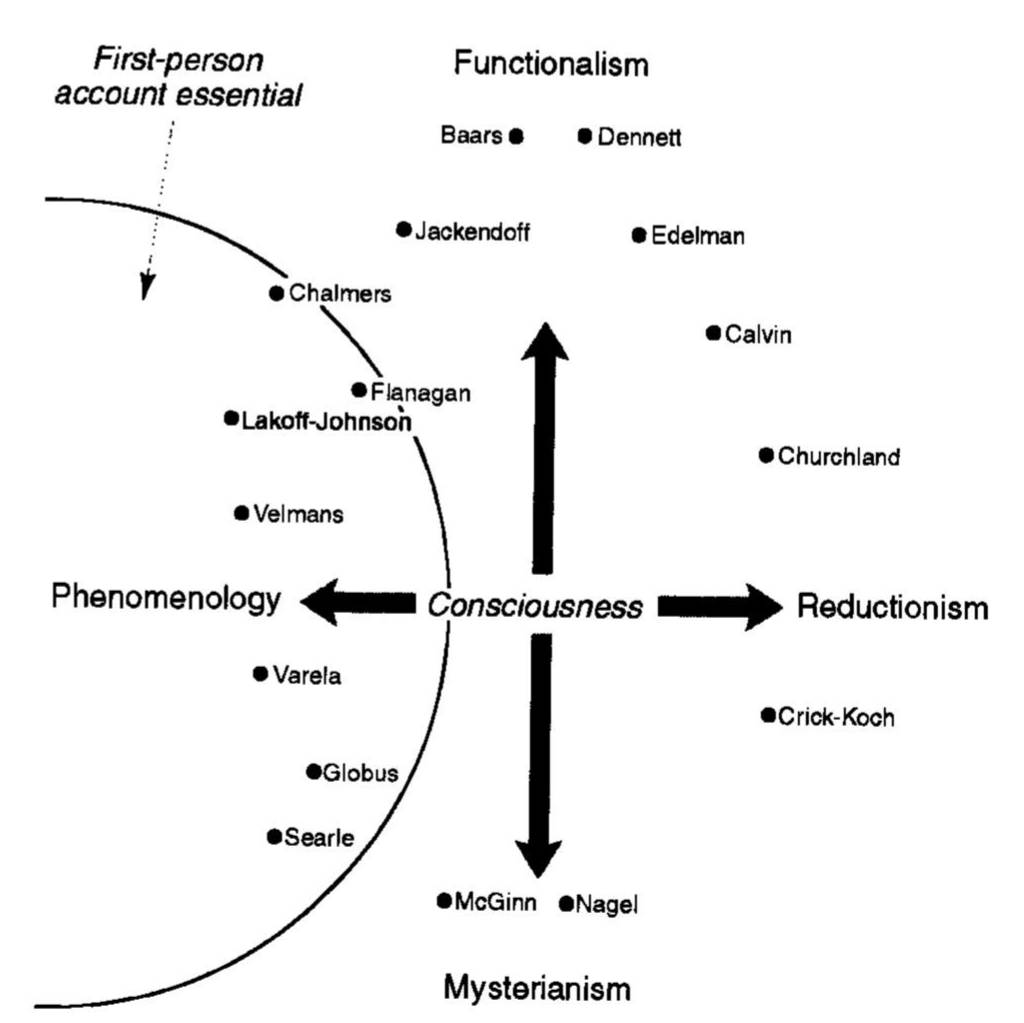 First-person
account essential
Functionalism
Baars
Dennett
Jackendoff
Edelman
Chalmers
Calvin
Flanagan
Lakoff-Johnson
Churchland
Velmans
Phenomenology
Consciousness
Reductionism
Varela
Crick-Koch
Globus
Searle
McGinn
Nagel
Mysterianism